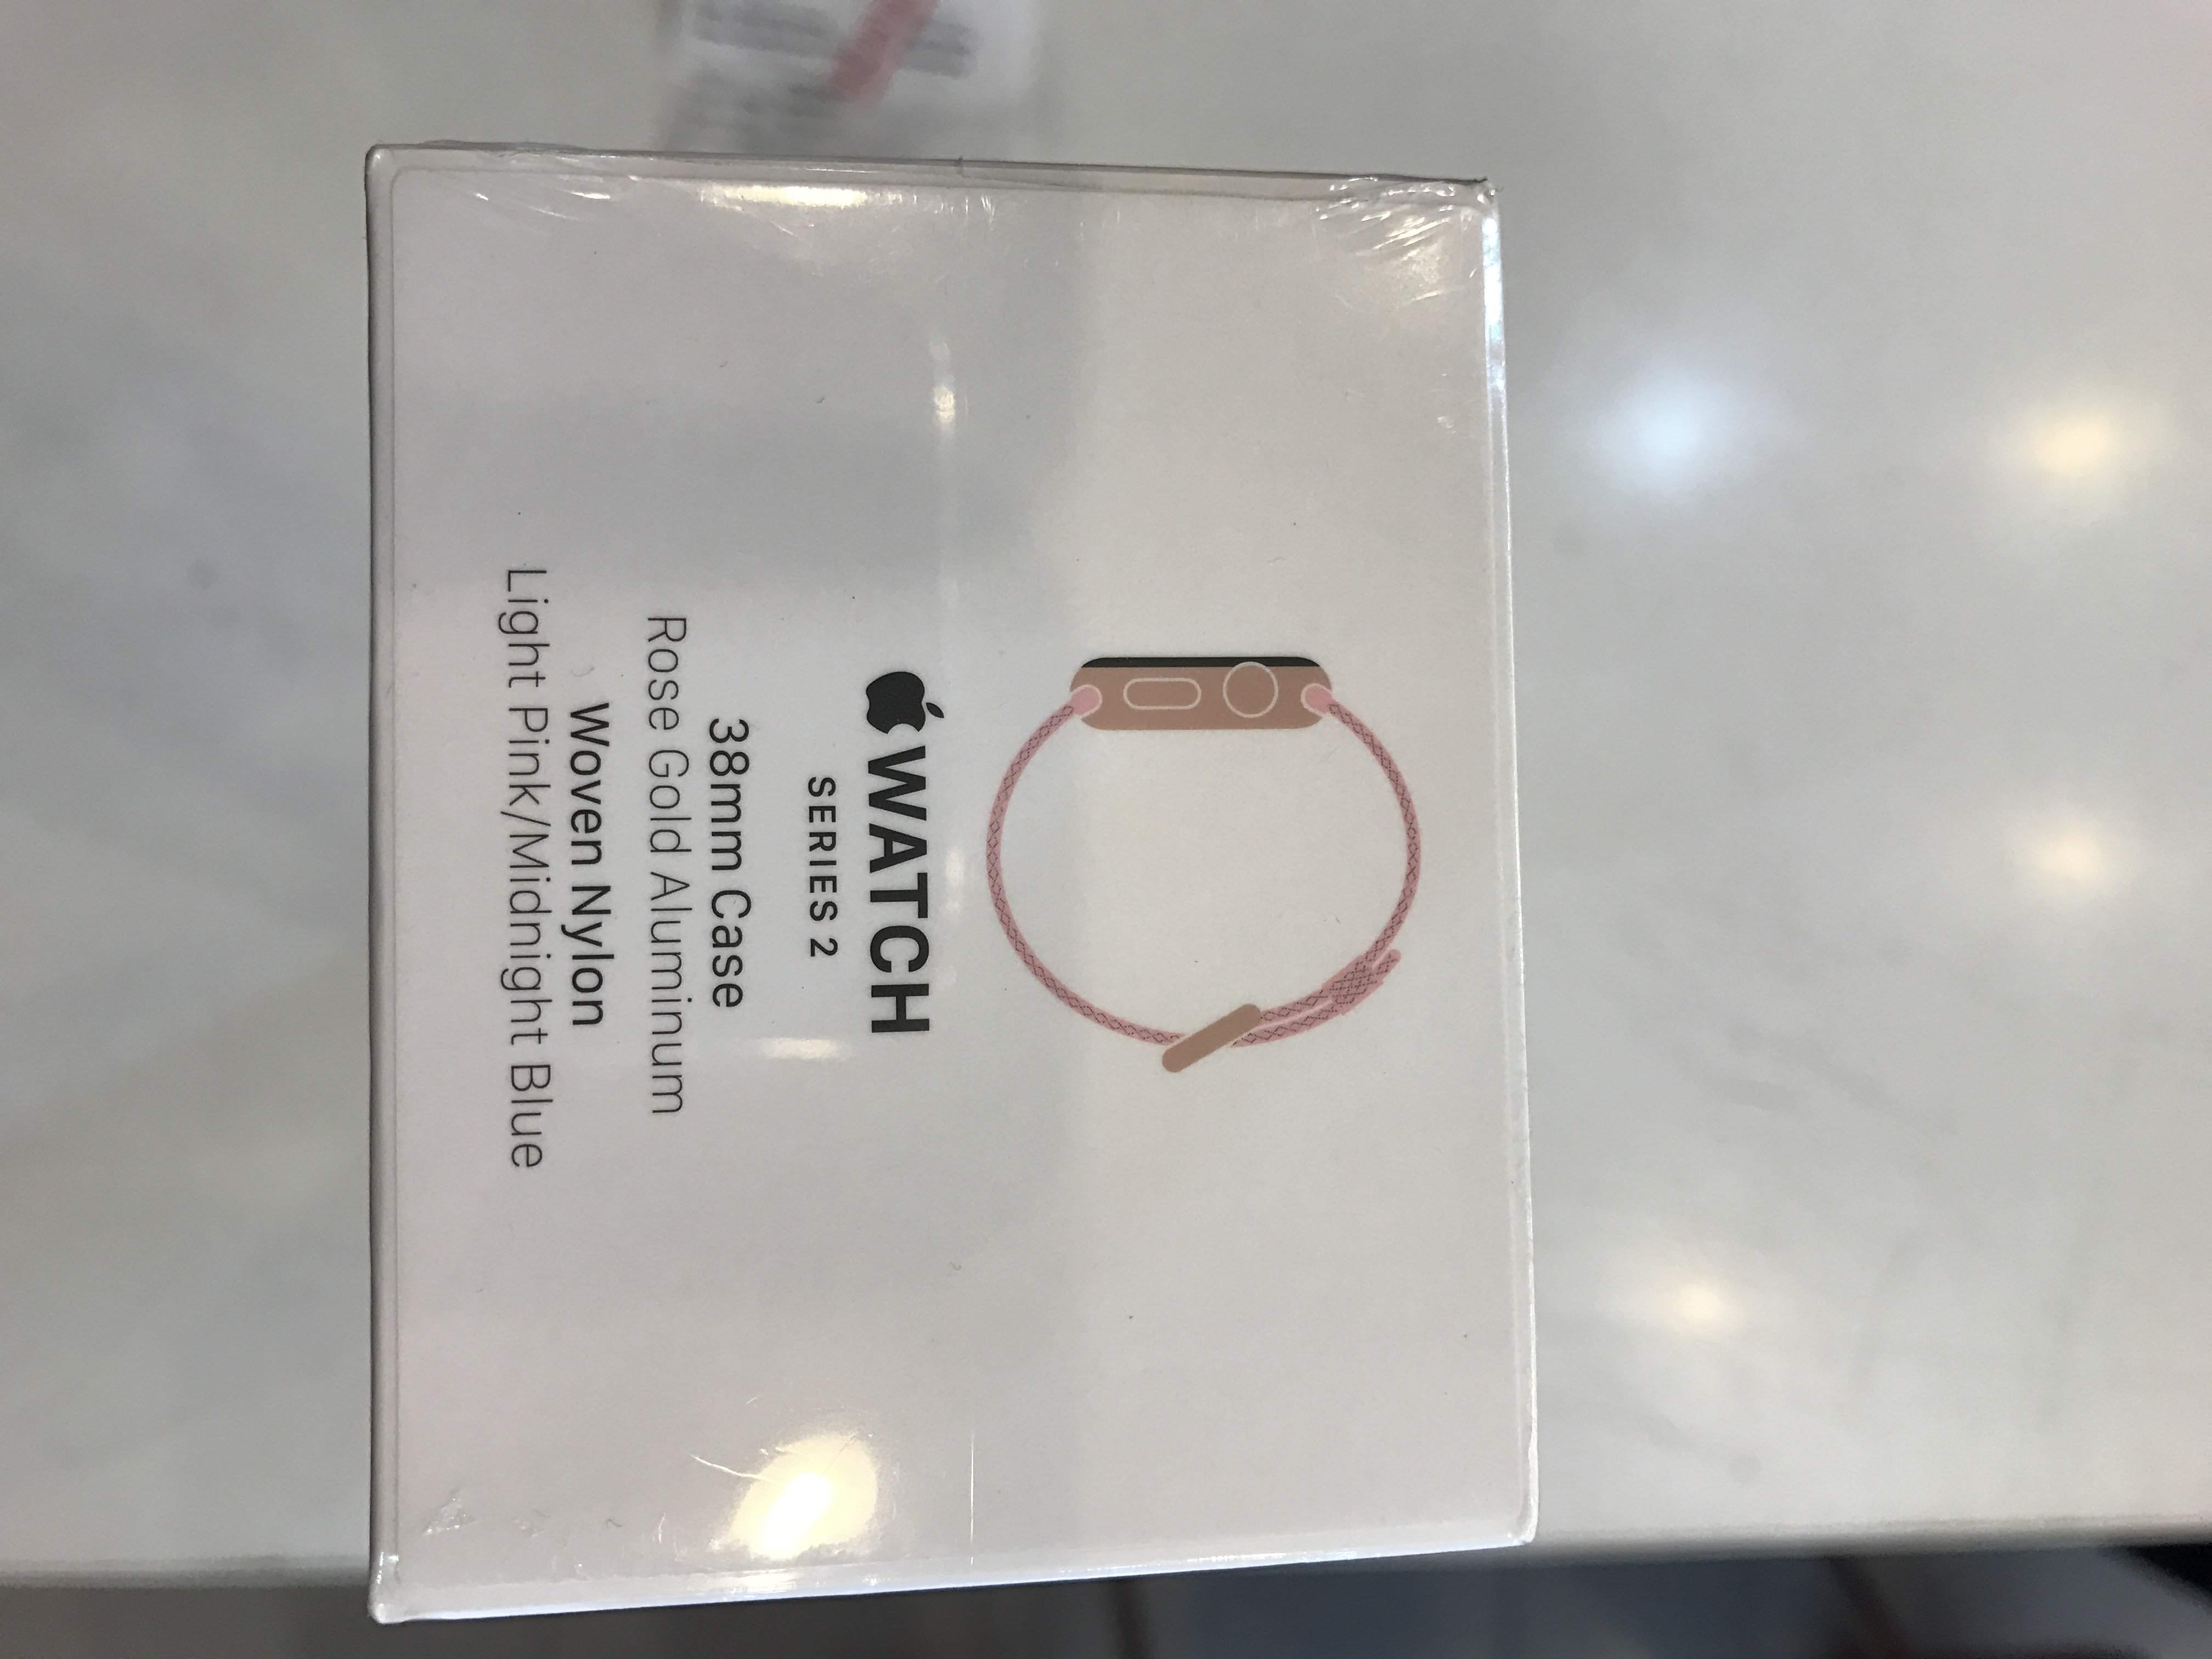 WATCH
SERIES 2
38mm Case
Rose Gold Aluminum
Woven Nylon
Light Pink/Midnight Blue